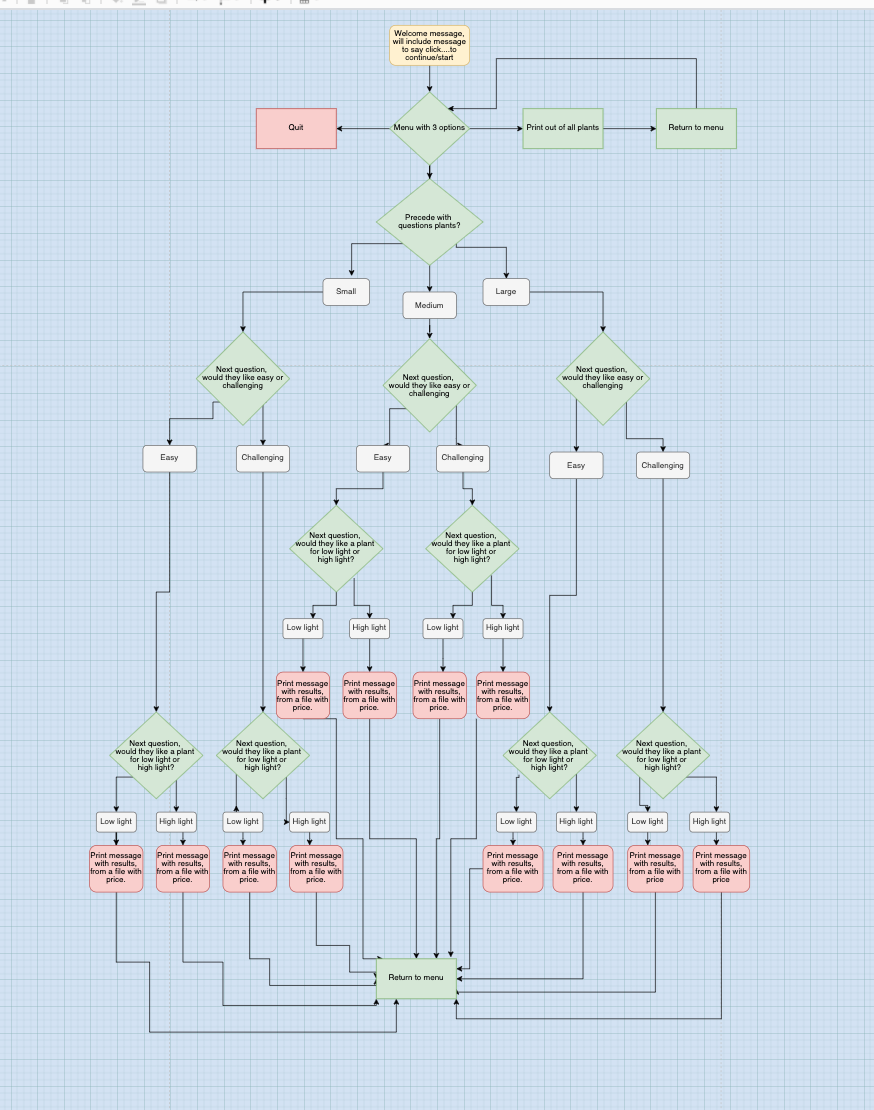 Welcome message,
will include message
to say click....to
continue/start
Quit
Menu with 3 options
Print out of all plants
Return to menu
Precede with
questions plants?
Small
Medium
Large
Next question,
would they like easy or
challenging
Next question,
would they like easy or
challenging
Next question,
would they like easy or
challenging
Easy
Challenging
Easy
Challenging
Easy
Challenging
Next question,
would they like a plant
for low light or
high light?
Next question,
would they like a plant
for low light or
high light?
Low light
High light
Low light
High light
Print message
with results,
from a file with
price.
Print message
with results,
from a file with
price.
Print message
with results,
from a file with
price.
Print message
with results,
from a file with
price.
Next question,
would they like a plant
for low light or
high light?
Next question,
would they like a plant
for low light or
high light?
Next question,
would they like a plant
for low light or
high light?
Next question,
would they like a plant
for low light or
high light?
Low light
High light
Low light
High light
Low light
High light
Low light
High light
Print message
with results,
from a file with
price.
Print message
with results,
from a file with
price.
Print message
with results,
from a file with
price.
Print message
with results,
from a file with
price.
Print message
with results,
from a file with
price.
Print message
with results,
from a file with
price.
Print message
with results,
from a file with
price
Print message
with results,
from a file with
price
Return to menu